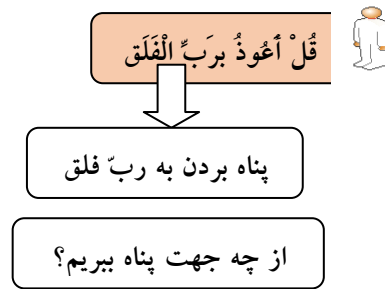 قُلْ أَعُوذُ بِرَبِّ الْفَلَق
پناه بردن به ربّ فلق
از چه جهت پناه ببریم؟